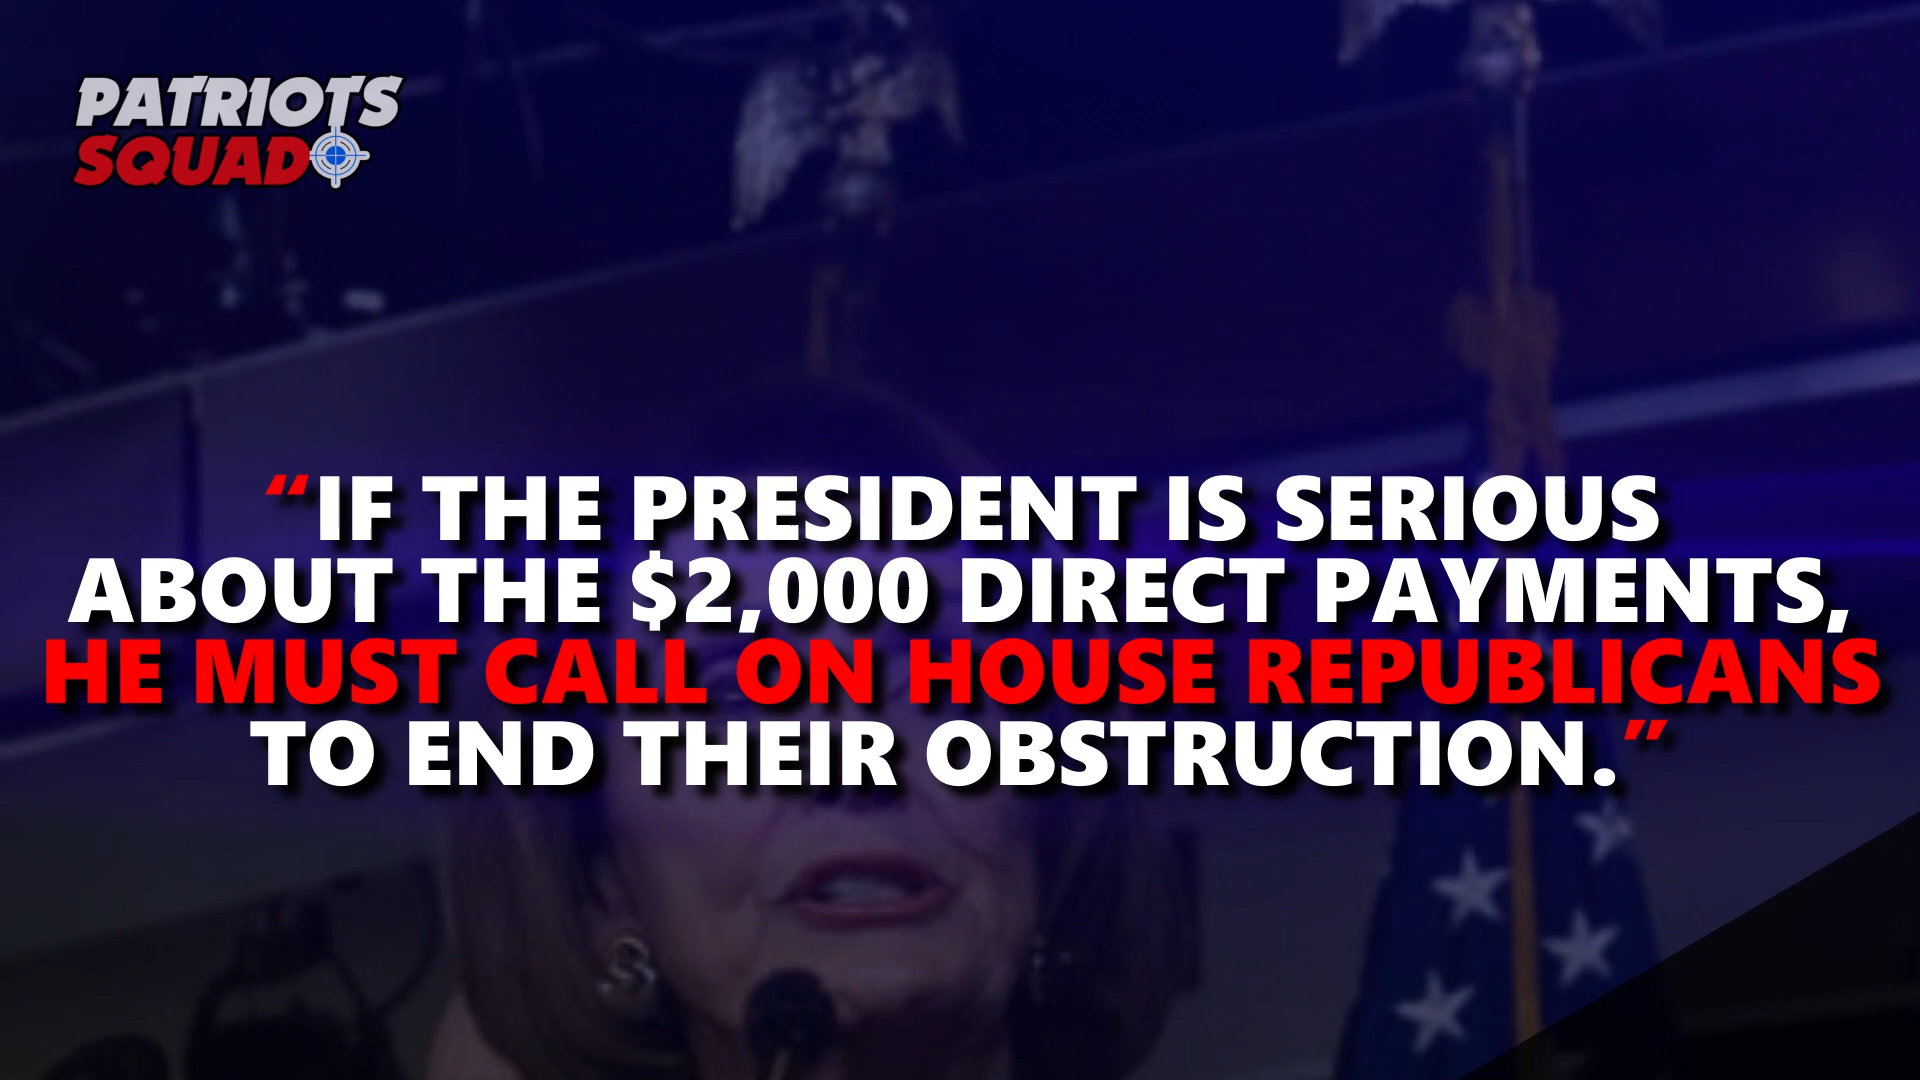 PATRIOTS
SQUAD
“IF THE PRESIDENT IS SERIOUS
ABOUT THE $2,000 DIRECT PAYMENTS,
HE MUST CALL ON HOUSE REPUBLICANS
TO END THEIR OBSTRUCTION.”